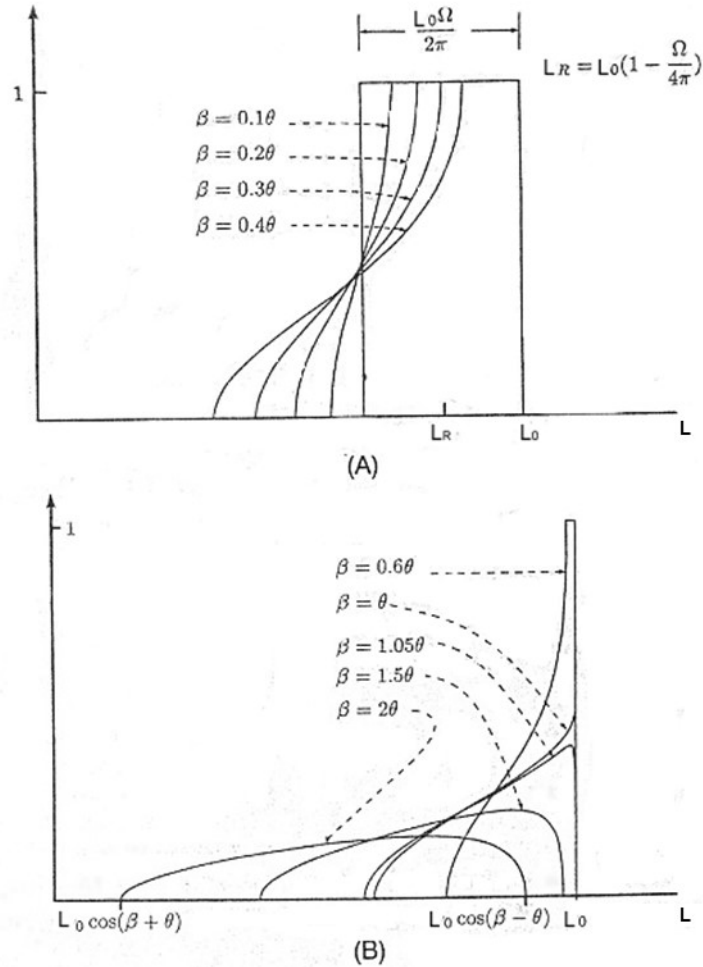 L₀Ω
2π
L_R = L₀(1 − Ω/4π)
1
β = 0.1θ
β = 0.2θ
β = 0.3θ
β = 0.4θ
L_R L₀ L
(A)
1
β = 0.6θ
β = θ
β = 1.05θ
β = 1.5θ
β = 2θ
L₀ cos(β + θ) L₀ cos(β − θ) L₀ L
(B)